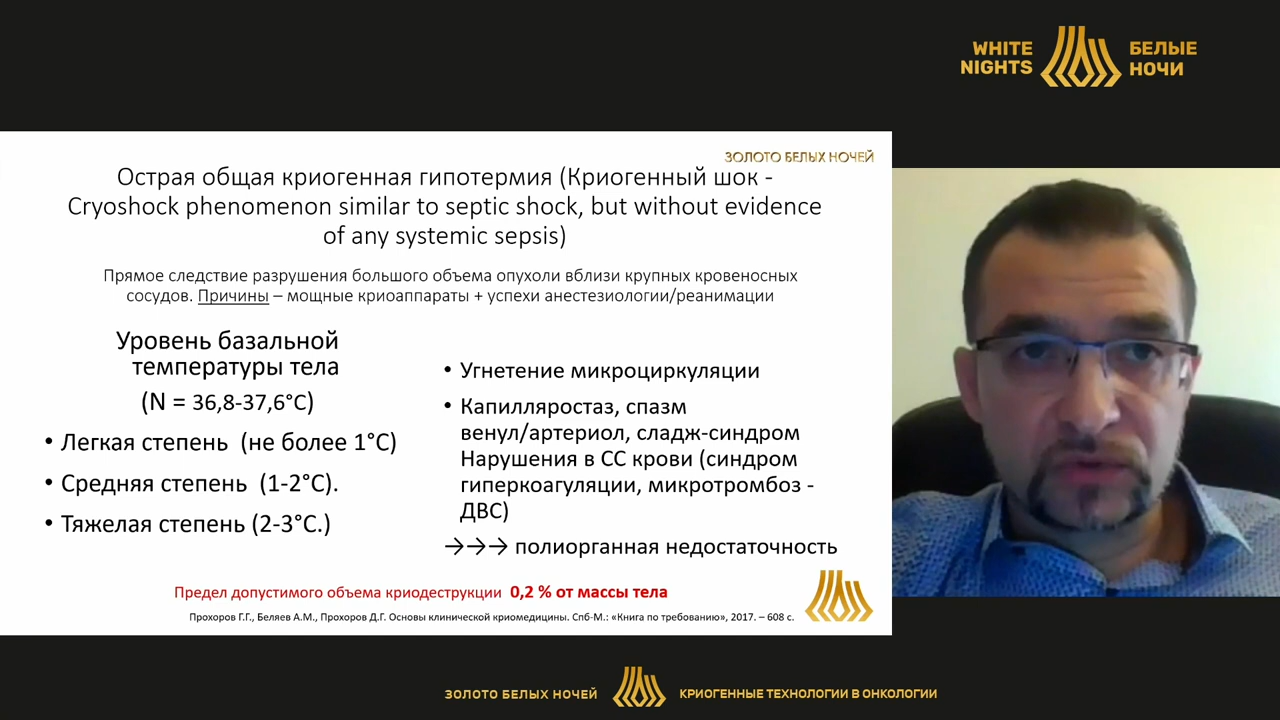 WHITE
NIGHTS
БЕЛЫЕ
НОЧИ
ЗОЛОТО БЕЛЫХ НОЧЕЙ
Острая общая криогенная гипотермия (Криогенный шок -
Cryoshock phenomenon similar to septic shock, but without evidence
of any systemic sepsis)
Прямое следствие разрушения большого объема опухоли вблизи крупных кровеносных
сосудов. Причины – мощные криоаппараты + успехи анестезиологии/реанимации
Уровень базальной
температуры тела
(N = 36,8-37,6°C)
• Легкая степень (не более 1°C)
• Средняя степень (1-2°C).
• Тяжелая степень (2-3°C.)
• Угнетение микроциркуляции
• Капилляростаз, спазм
венул/артериол, сладж-синдром
Нарушения в СС крови (синдром
гиперкоагуляции, микротромбоз -
ДВС)
→→→ полиорганная недостаточность
Предел допустимого объема криодеструкции 0,2 % от массы тела
Прохоров Г.Г., Беляев А.М., Прохоров Д.Г. Основы клинической криомедицины. Спб-М.: «Книга по требованию», 2017. – 608 с.
ЗОЛОТО БЕЛЫХ НОЧЕЙ
КРИОГЕННЫЕ ТЕХНОЛОГИИ В ОНКОЛОГИИ